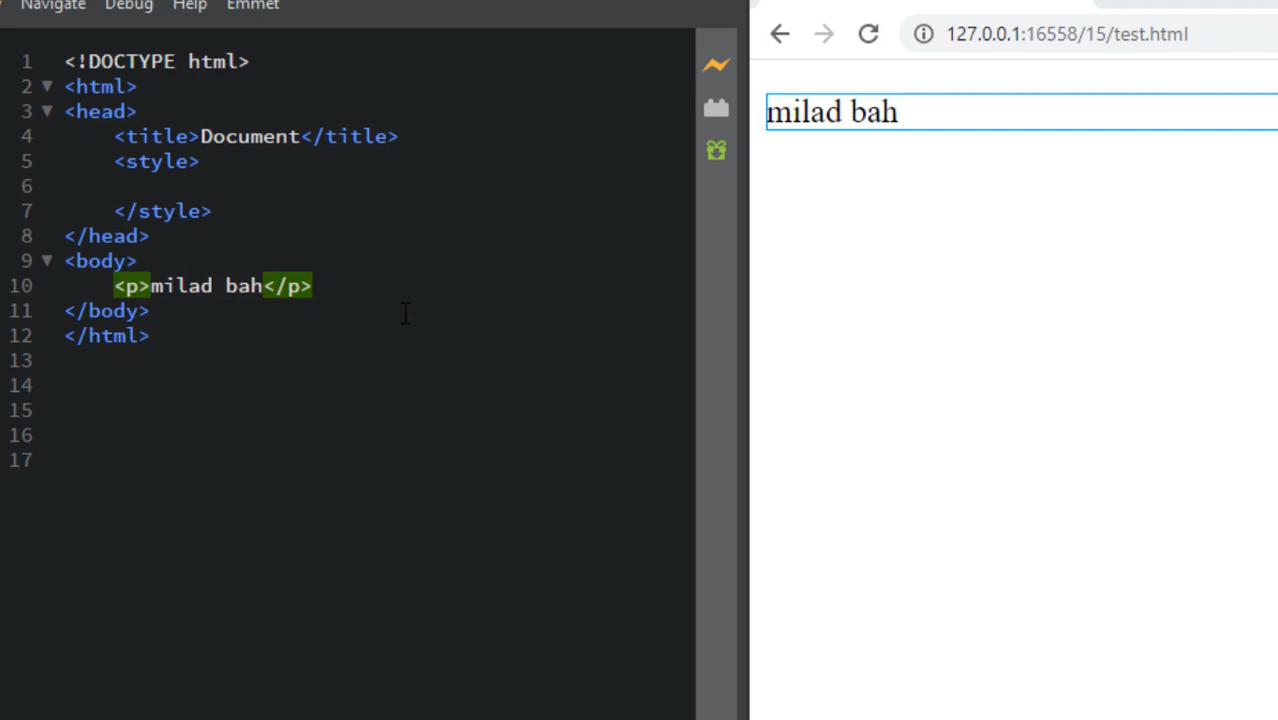 Navigate Debug Help Emmet
127.0.0.1:16558/15/test.html
1 <!DOCTYPE html>
2 <html>
3 <head>
4 <title>Document</title>
5 <style>
6
7 </style>
8 </head>
9 <body>
10 <p>milad bah</p>
11 </body>
12 </html>
13
14
15
16
17
milad bah